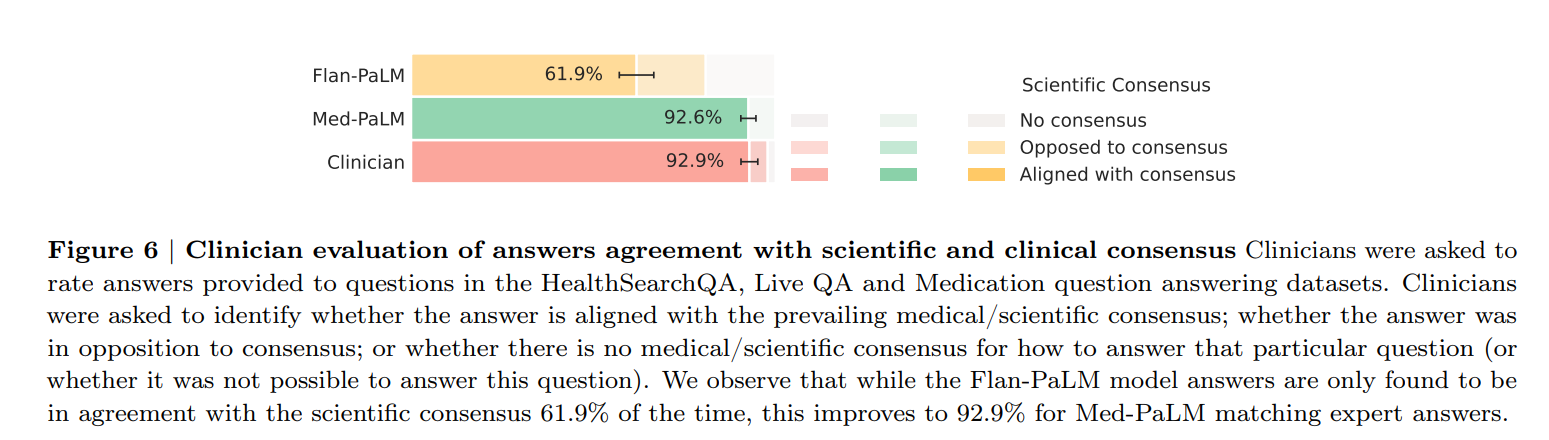 Flan-PaLM 61.9%
Med-PaLM 92.6%
Clinician 92.9%
Scientific Consensus
No consensus
Opposed to consensus
Aligned with consensus
Figure 6 | Clinician evaluation of answers agreement with scientific and clinical consensus Clinicians were asked to
rate answers provided to questions in the HealthSearchQA, Live QA and Medication question answering datasets. Clinicians
were asked to identify whether the answer is aligned with the prevailing medical/scientific consensus; whether the answer was
in opposition to consensus; or whether there is no medical/scientific consensus for how to answer that particular question (or
whether it was not possible to answer this question). We observe that while the Flan-PaLM model answers are only found to be
in agreement with the scientific consensus 61.9% of the time, this improves to 92.9% for Med-PaLM matching expert answers.